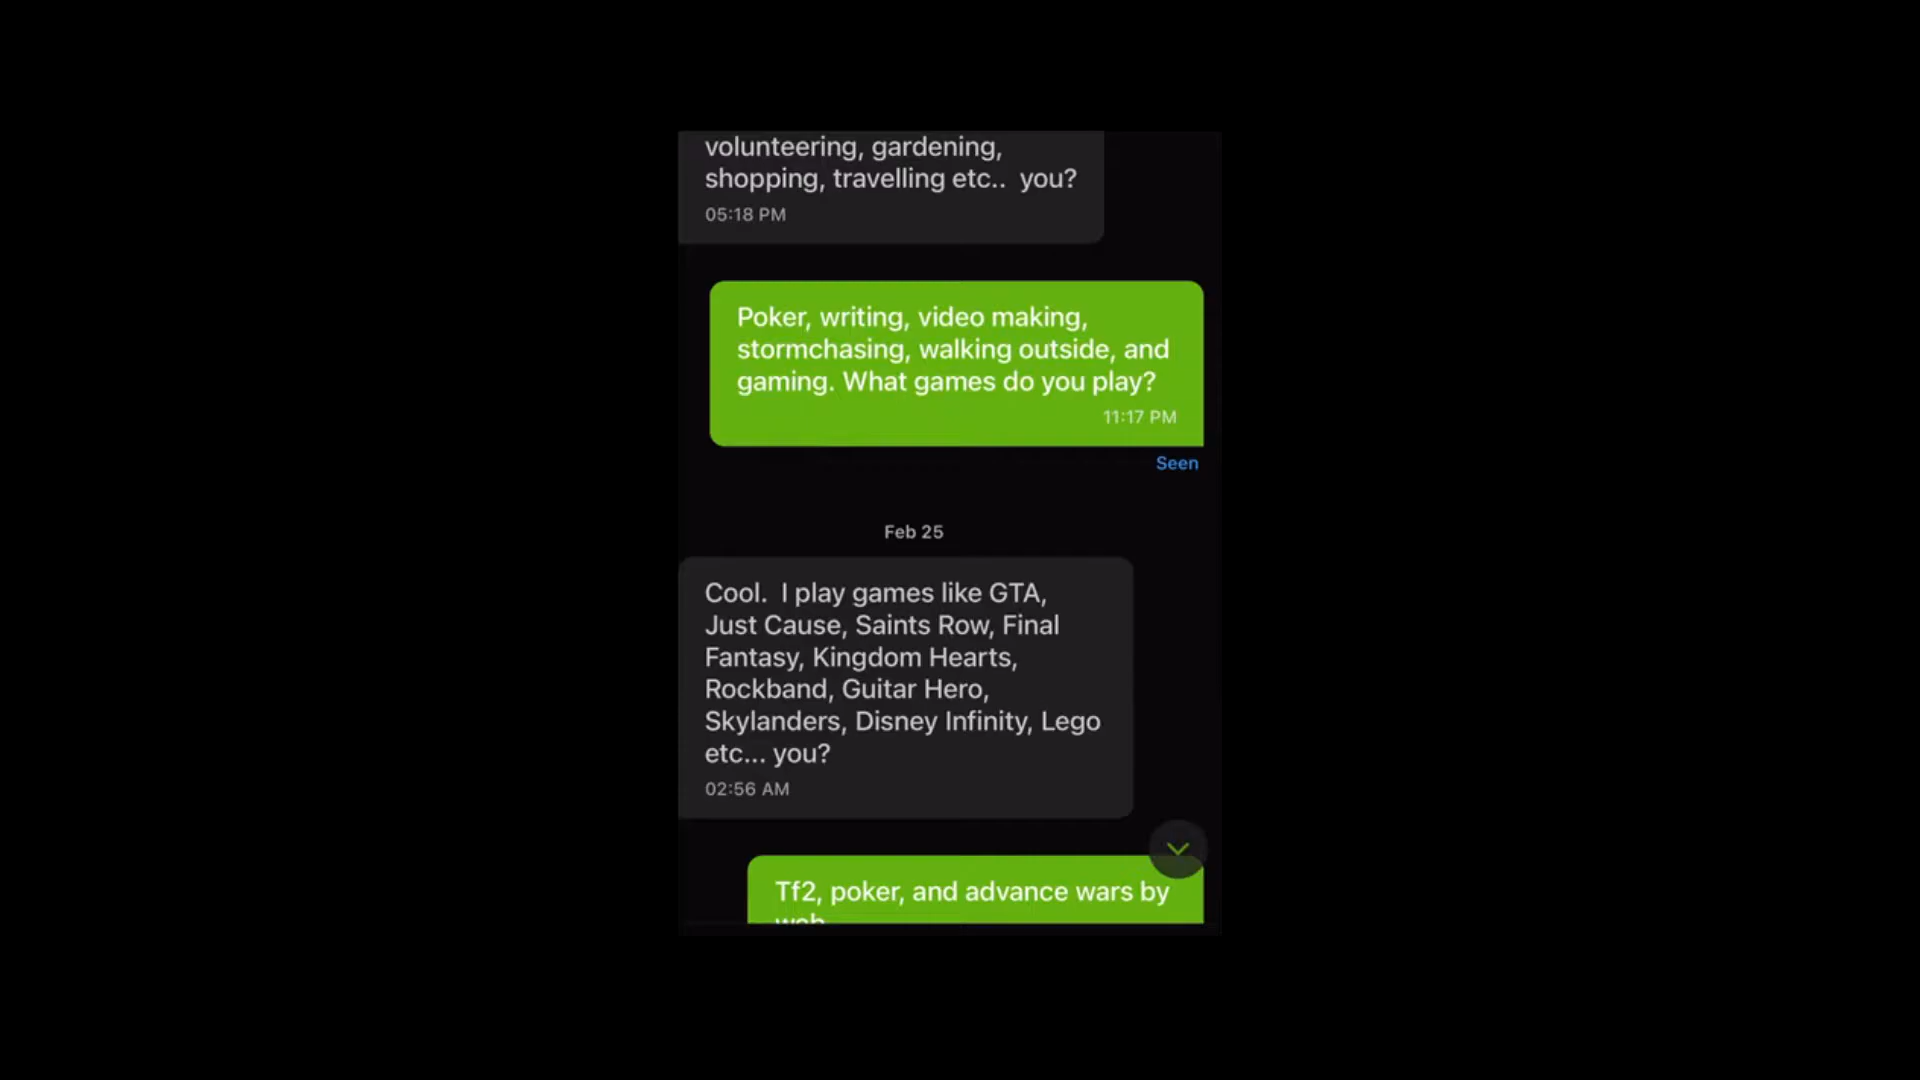 volunteering, gardening,
shopping, travelling etc..  you?
05:18 PM
Poker, writing, video making,
stormchasing, walking outside, and
gaming. What games do you play?
11:17 PM
Seen
Feb 25
Cool.  I play games like GTA,
Just Cause, Saints Row, Final
Fantasy, Kingdom Hearts,
Rockband, Guitar Hero,
Skylanders, Disney Infinity, Lego
etc... you?
02:56 AM
Tf2, poker, and advance wars by
web